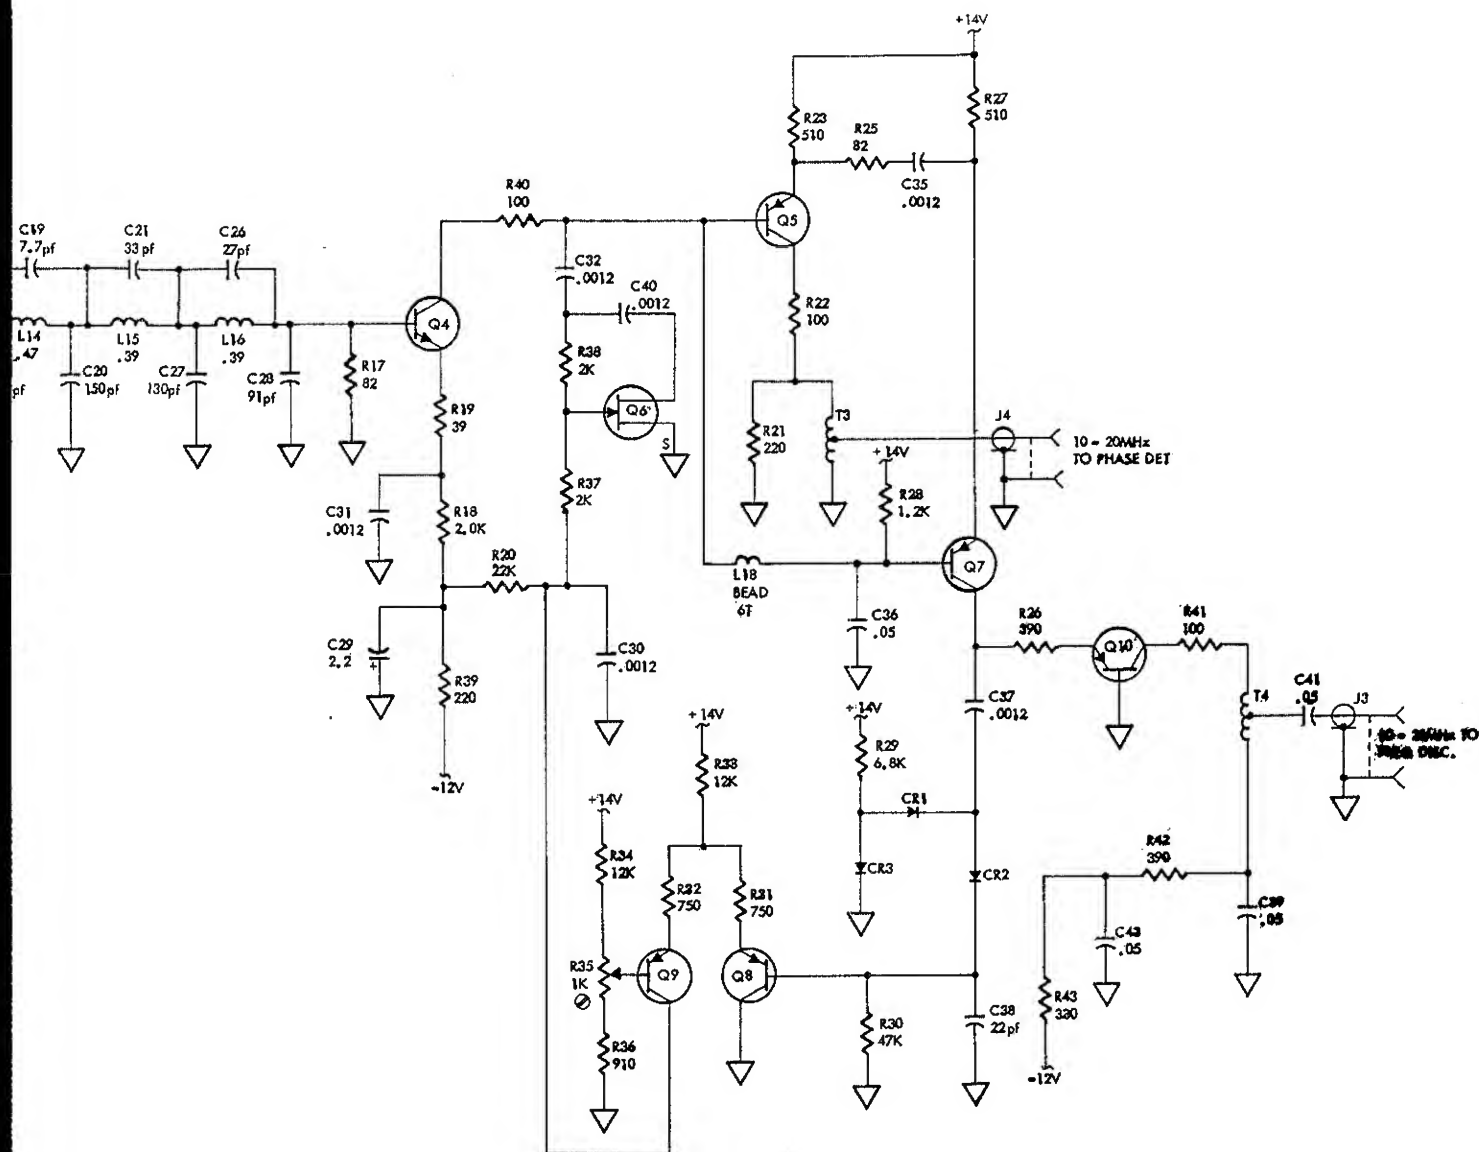 +14V
R23
510
R27
510
R25
82
C35
.0012
R40
100
Q5
C19
7.7pf
C21
33pf
C26
27pf
C32
.0012
C40
.0012
R22
100
Q4
L14
.47
L15
.39
L16
.39
pf
C20
150pf
C27
130pf
C28
91pf
R17
82
R38
2K
Q6
S
R19
39
R21
220
T3
J4
10 - 20MHz
TO PHASE DET
+14V
R28
1.2K
R37
2K
C31
.0012
R18
2.0K
R20
22K
L18
BEAD
6T
Q7
C36
.05
R26
390
Q10
R41
100
C29
2.2
+
R39
220
C30
.0012
C37
.0012
T4
C41
.05
J3
TO
DISC.
+14V
R33
12K
+14V
R29
6.8K
-12V
+14V
CR1
R34
12K
CR3
CR2
R42
390
R32
750
R31
750
C39
.05
C43
.05
R35
1K
Q9
Q8
R43
330
-12V
R30
47K
C38
22pf
R36
910